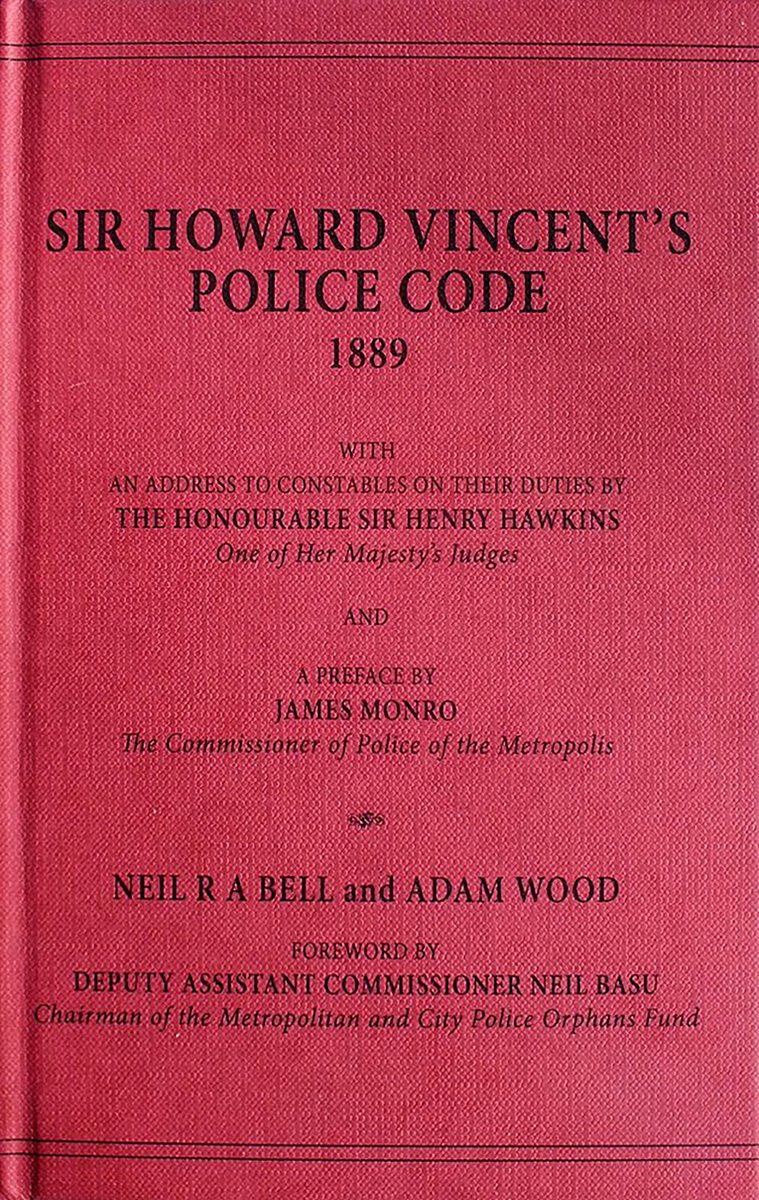 SIR HOWARD VINCENT'S
POLICE CODE
1889
WITH
AN ADDRESS TO CONSTABLES ON THEIR DUTIES BY
THE HONOURABLE SIR HENRY HAWKINS
One of Her Majesty's Judges
AND
A PREFACE BY
JAMES MONRO
The Commissioner of Police of the Metropolis
NEIL R A BELL and ADAM WOOD
FOREWORD BY
DEPUTY ASSISTANT COMMISSIONER NEIL BASU
Chairman of the Metropolitan and City Police Orphans Fund